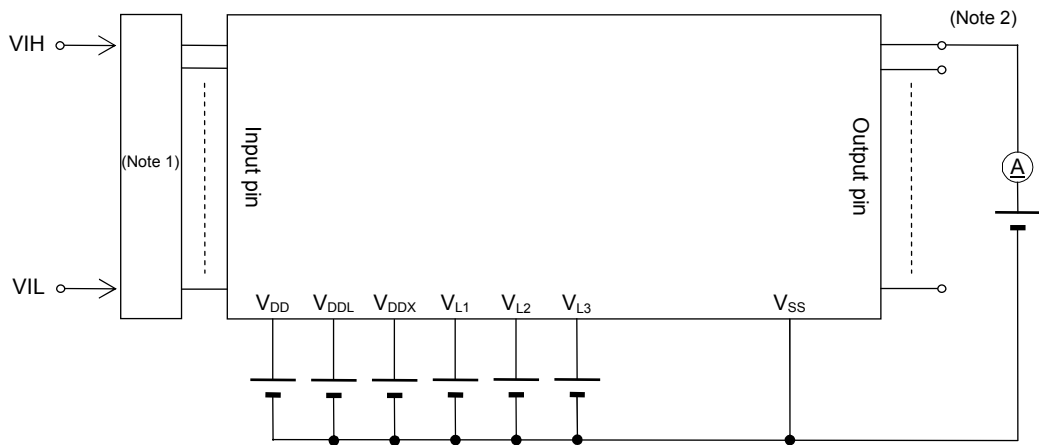 (Note 2)
VIH
(Note 1)
Input pin
Output pin
A
VIL
VDD VDDL VDDX VL1 VL2 VL3 VSS